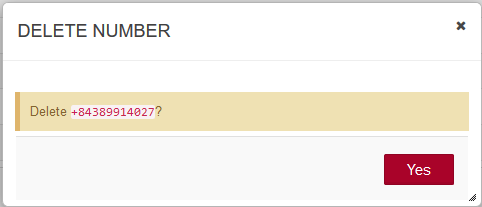 DELETE NUMBER
Delete +84389914027?
Yes